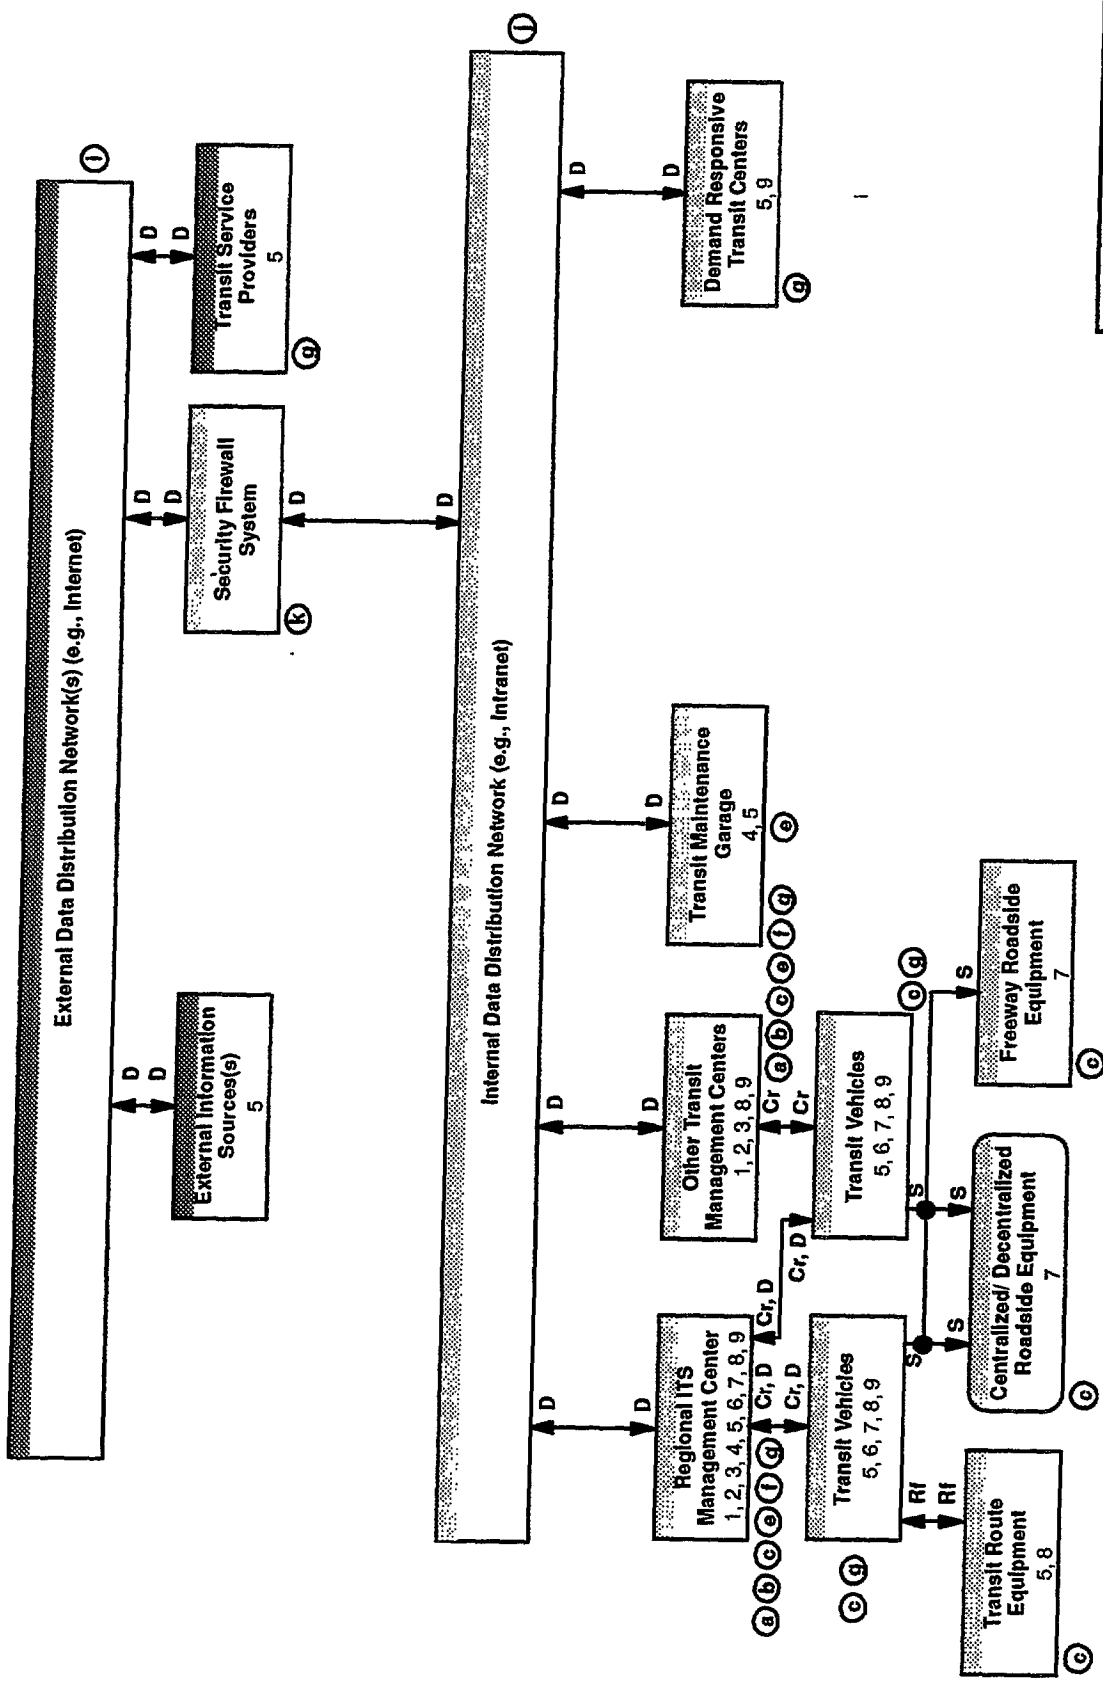 External Data Distribution Network(s) (e.g., Internet)
D
D
D
D
D
D
External Information
Sources(s)
5
Security Firewall
System
k
Transit Service
Providers
5
g
D
D
Internal Data Distribution Network (e.g., Intranet)
j
D
D
D
D
D
D
D
D
Regional ITS
Management Center
1, 2, 3, 4, 5, 6, 7, 8, 9
a b c e f g
Other Transit
Management Centers
1, 2, 3, 8, 9
a b c e f g
Transit Maintenance
Garage
4, 5
e
Demand Responsive
Transit Centers
5, 9
g
Cr, D
Cr, D
Cr, D
Cr, D
Cr
Cr
Transit Vehicles
5, 6, 7, 8, 9
c g
Transit Vehicles
5, 6, 7, 8, 9
c g
Rf
Rf
S
S
S
S
S
Transit Route
Equipment
5, 8
c
Centralized/ Decentralized
Roadside Equipment
7
c
Freeway Roadside
Equipment
7
c